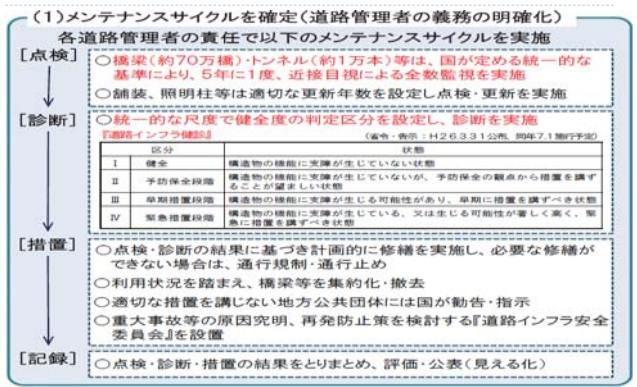 （1）メンテナンスサイクルを確定（道路管理者の義務の明確化）
各道路管理者の責任で以下のメンテナンスサイクルを実施
［点検］
○橋梁（約70万橋）・トンネル（約1万本）等は、国が定める統一的な
基準により、5年に1度、近接目視による全数監視を実施
○舗装、照明柱等は適切な更新年数を設定し点検・更新を実施
［診断］
○統一的な尺度で健全度の判定区分を設定し、診断を実施
『道路インフラ健診』
（省令・告示：H26.3.31公布、同年7.1施行予定）
区分 状態
Ⅰ 健全 構造物の機能に支障が生じていない状態
Ⅱ 予防保全段階 構造物の機能に支障が生じていないが、予防保全の観点から措置を講ず
ることが望ましい状態
Ⅲ 早期措置段階 構造物の機能に支障が生じる可能性があり、早期に措置を講ずべき状態
Ⅳ 緊急措置段階 構造物の機能に支障が生じている、又は生じる可能性が著しく高く、緊
急に措置を講ずべき状態
［措置］
○点検・診断の結果に基づき計画的に修繕を実施し、必要な修繕が
できない場合は、通行規制・通行止め
○利用状況を踏まえ、橋梁等を集約化・撤去
○適切な措置を講じない地方公共団体には国が勧告・指示
○重大事故等の原因究明、再発防止策を検討する『道路インフラ安全
委員会』を設置
［記録］
○点検・診断・措置の結果をとりまとめ、評価・公表（見える化）